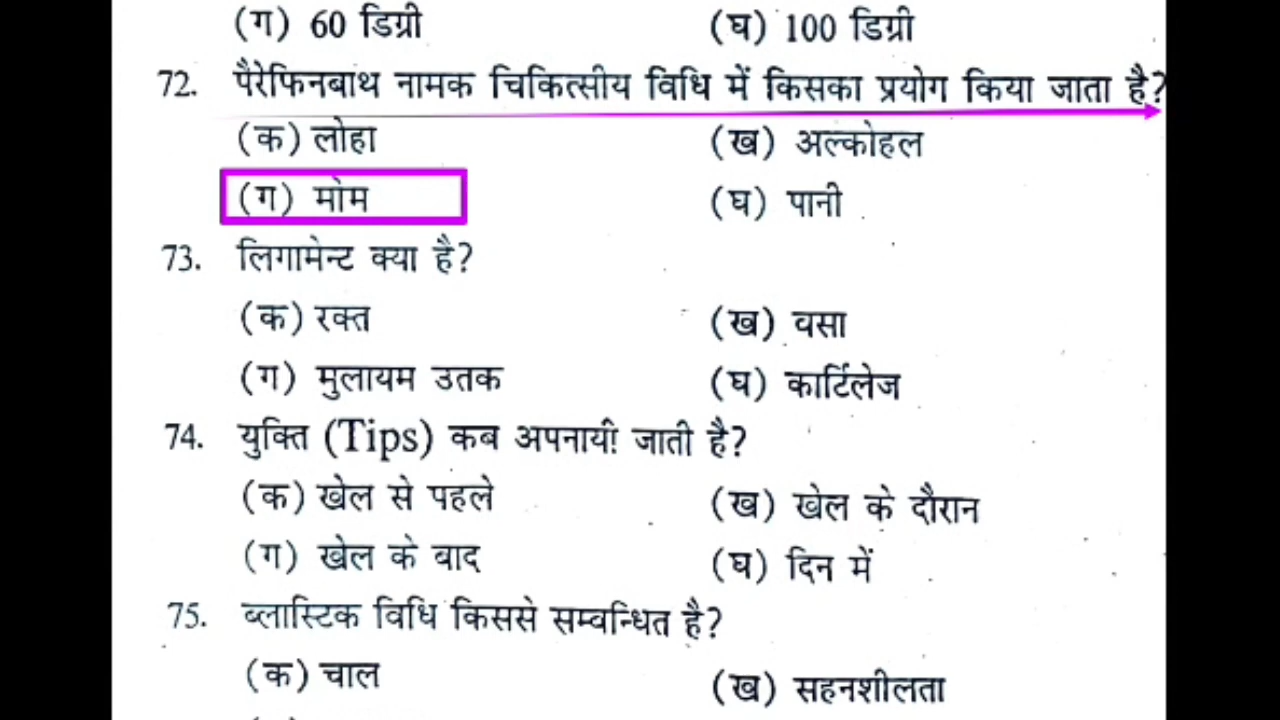 (ग) 60 डिग्री (घ) 100 डिग्री
72. पैरेफिनबाथ नामक चिकित्सीय विधि में किसका प्रयोग किया जाता है?
(क) लोहा (ख) अल्कोहल
(ग) मोम (घ) पानी
73. लिगामेन्ट क्या है?
(क) रक्त (ख) वसा
(ग) मुलायम उतक (घ) कार्टिलेज
74. युक्ति (Tips) कब अपनायी जाती है?
(क) खेल से पहले (ख) खेल के दौरान
(ग) खेल के बाद (घ) दिन में
75. ब्लास्टिक विधि किससे सम्बन्धित है?
(क) चाल (ख) सहनशीलता